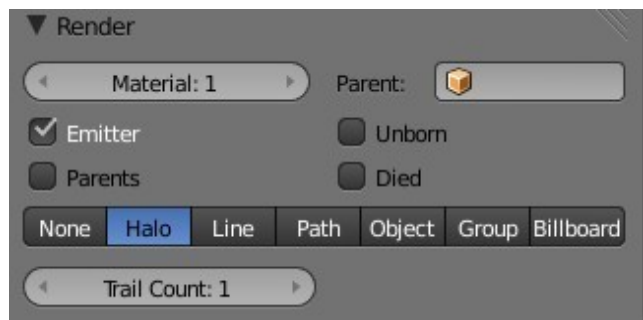 Render
Material: 1 Parent:
Emitter Unborn
Parents Died
None Halo Line Path Object Group Billboard
Trail Count: 1